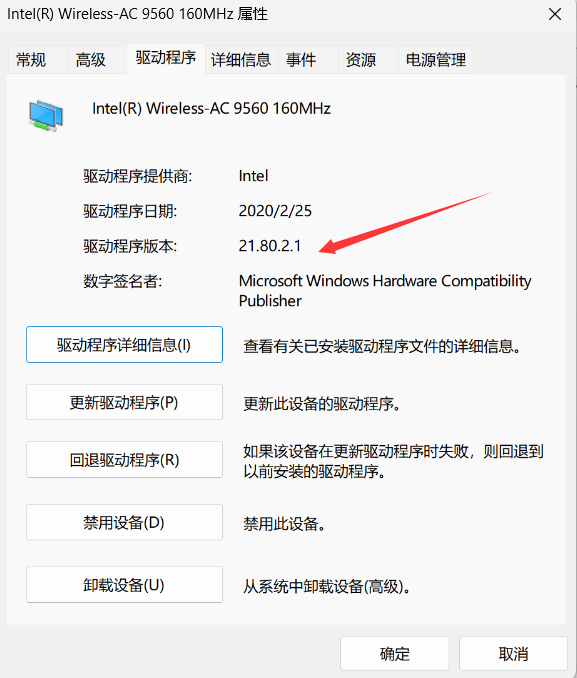 Intel(R) Wireless-AC 9560 160MHz 属性
常规 高级 驱动程序 详细信息 事件 资源 电源管理
Intel(R) Wireless-AC 9560 160MHz
驱动程序提供商: Intel
驱动程序日期: 2020/2/25
驱动程序版本: 21.80.2.1
数字签名者: Microsoft Windows Hardware Compatibility
Publisher
驱动程序详细信息(I) 查看有关已安装驱动程序文件的详细信息。
更新驱动程序(P) 更新此设备的驱动程序。
回退驱动程序(R) 如果该设备在更新驱动程序时失败，则回退到
以前安装的驱动程序。
禁用设备(D) 禁用此设备。
卸载设备(U) 从系统中卸载设备(高级)。
确定 取消